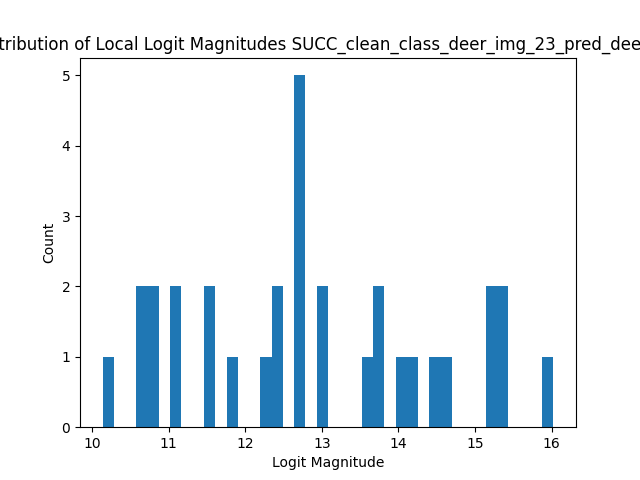 tribution of Local Logit Magnitudes SUCC_clean_class_deer_img_23_pred_dee
5
4
3
2
1
0
Count
10 11 12 13 14 15 16
Logit Magnitude